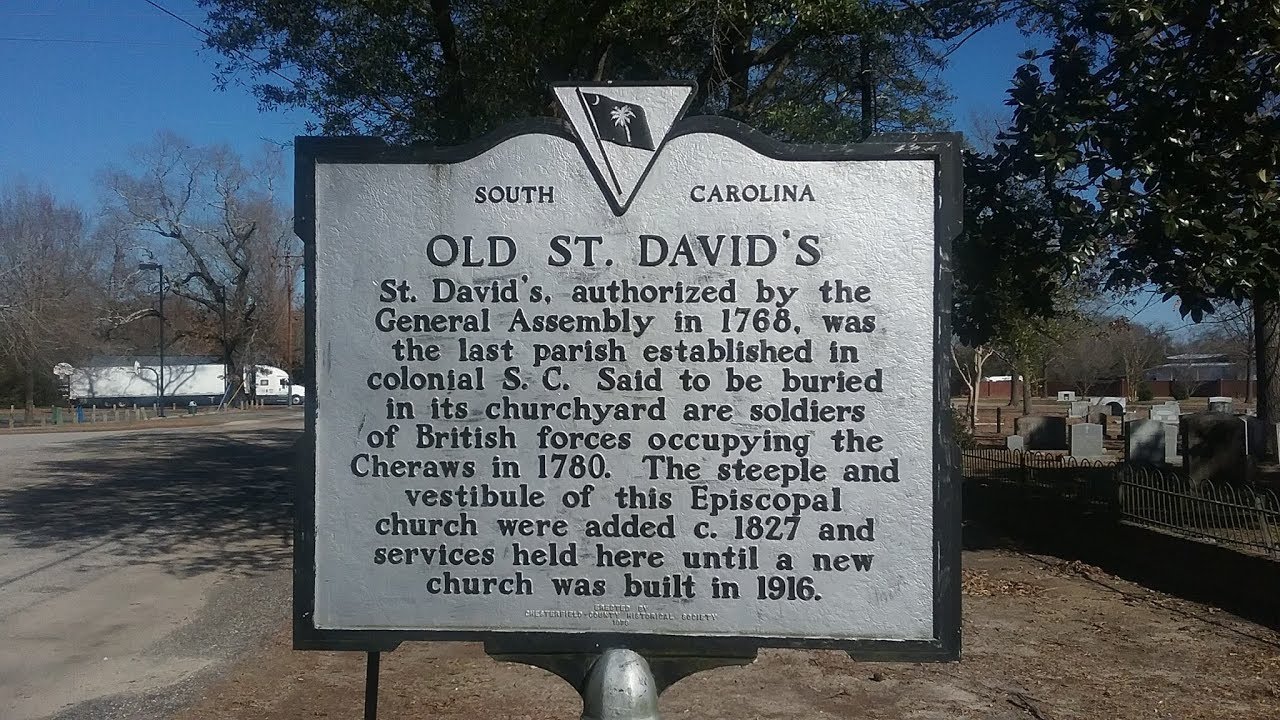 SOUTH CAROLINA
OLD ST. DAVID'S
St. David's, authorized by the
General Assembly in 1768, was
the last parish established in
colonial S. C. Said to be buried
in its churchyard are soldiers
of British forces occupying the
Cheraws in 1780. The steeple and
vestibule of this Episcopal
church were added c. 1827 and
services held here until a new
church was built in 1916.
ERECTED BY
CHESTERFIELD COUNTY HISTORICAL SOCIETY